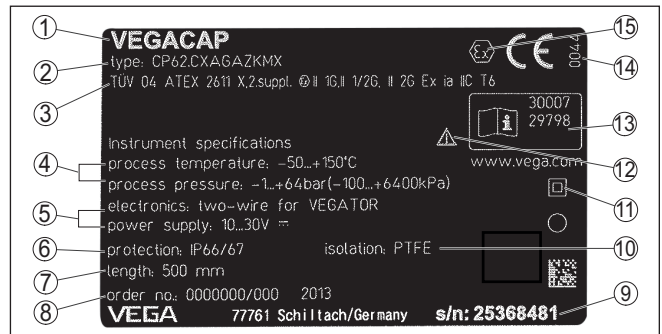 VEGACAP
type: CP62.CXAGAZKMX
TÜV 04 ATEX 2611 X,2.suppl. II 1G,II 1/2G, II 2G Ex ia IIC T6
Instrument specifications
process temperature: -50...+150°C
process pressure: -1...+64bar(-100...+6400kPa)
electronics: two-wire for VEGATOR
power supply: 10...30V
protection: IP66/67 isolation: PTFE
length: 500 mm
order no.: 0000000/000 2013
VEGA 77761 Schiltach/Germany s/n: 25368481
Ex CE 0044
30007
29798
i
www.vega.com
1
2
3
4
5
6
7
8
9
10
11
12
13
14
15